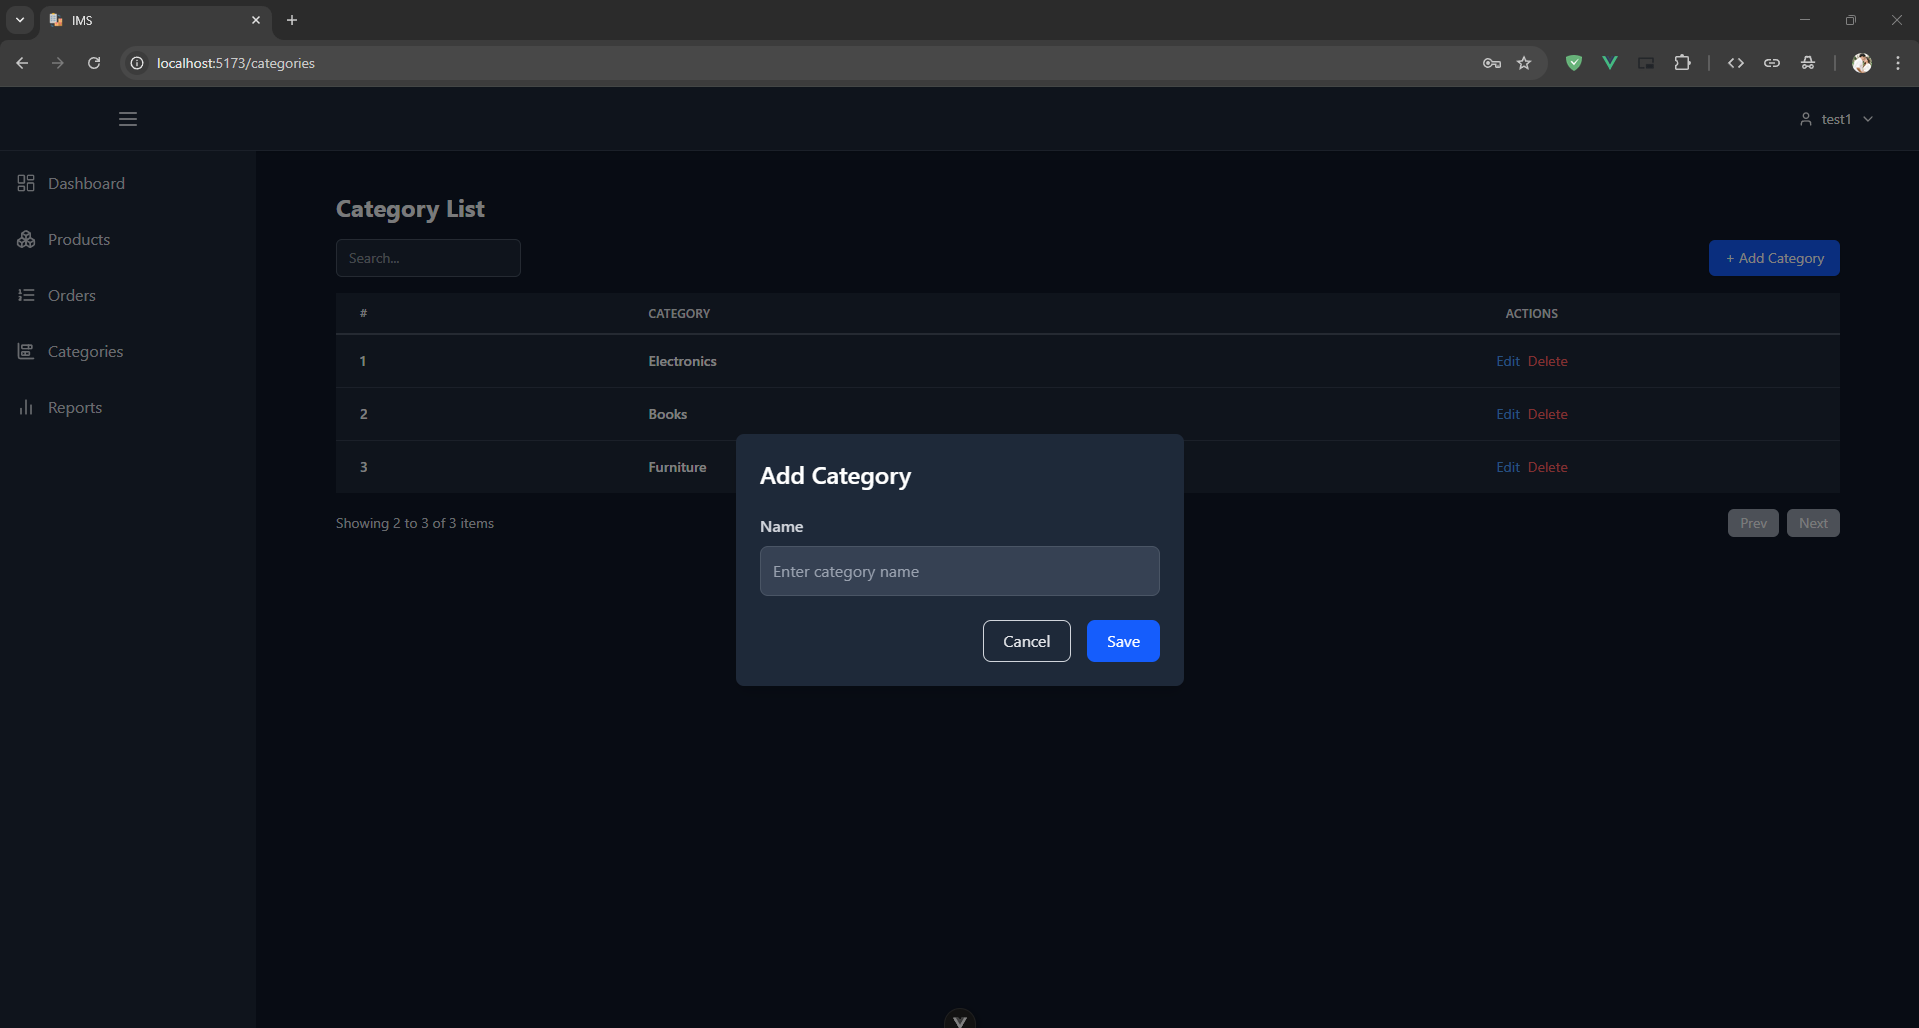 IMS
localhost:5173/categories
test1
Dashboard
Products
Orders
Categories
Reports
Category List
Search...
+ Add Category
# CATEGORY ACTIONS
1 Electronics Edit Delete
2 Books Edit Delete
3 Furniture Edit Delete
Showing 2 to 3 of 3 items
Prev Next
Add Category
Name
Enter category name
Cancel Save